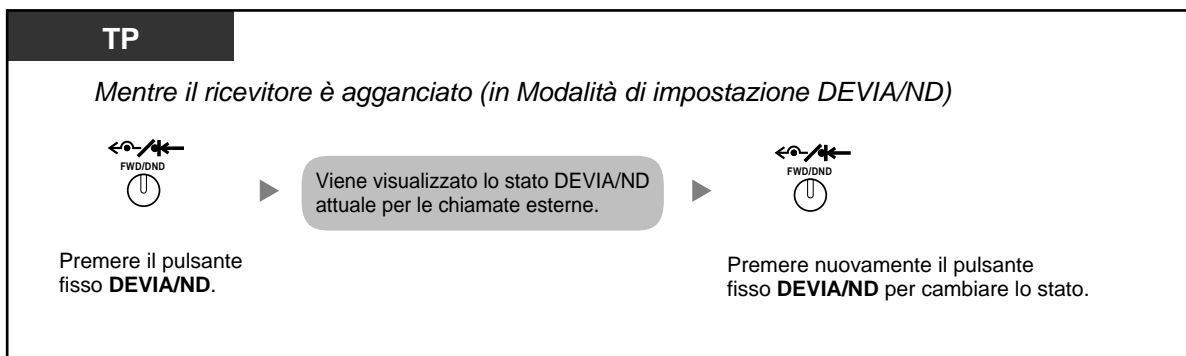 TP
Mentre il ricevitore è agganciato (in Modalità di impostazione DEVIA/ND)
FWD/DND
Premere il pulsante
fisso DEVIA/ND.
Viene visualizzato lo stato DEVIA/ND
attuale per le chiamate esterne.
FWD/DND
Premere nuovamente il pulsante
fisso DEVIA/ND per cambiare lo stato.